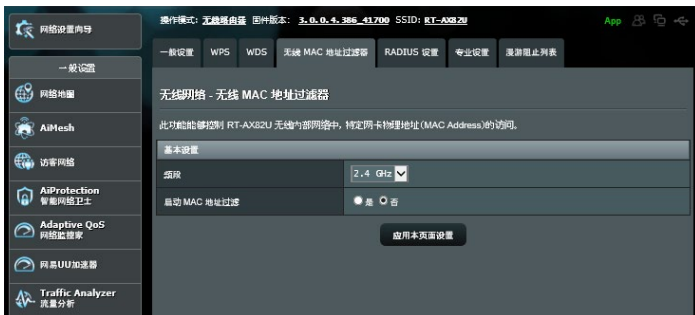 网络设置向导
操作模式: 无线路由器 固件版本: 3.0.0.4.386_41700 SSID: RT-AX82U
App
一般设置 WPS WDS 无线 MAC 地址过滤器 RADIUS 设置 专业设置 漫游阻止列表
一般设置
网络地图
AiMesh
访客网络
AiProtection
智能网络卫士
Adaptive QoS
网络监控家
网易UU加速器
Traffic Analyzer
流量分析
无线网络 - 无线 MAC 地址过滤器
此功能能够控制 RT-AX82U 无线内部网络中, 特定网卡物理地址(MAC Address)的访问。
基本设置
频段 2.4 GHz
启动 MAC 地址过滤 是 否
应用本页面设置